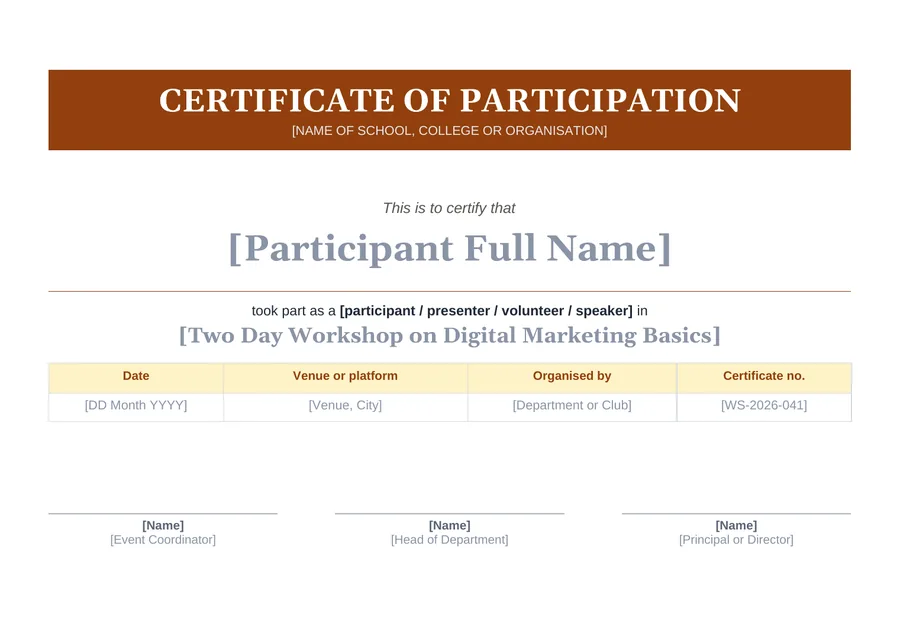 CERTIFICATE OF PARTICIPATION
[NAME OF SCHOOL, COLLEGE OR ORGANISATION]
This is to certify that
[Participant Full Name]
took part as a [participant / presenter / volunteer / speaker] in
[Two Day Workshop on Digital Marketing Basics]
Date Venue or platform Organised by Certificate no.
[DD Month YYYY] [Venue, City] [Department or Club] [WS-2026-041]
[Name] [Name] [Name]
[Event Coordinator] [Head of Department] [Principal or Director]